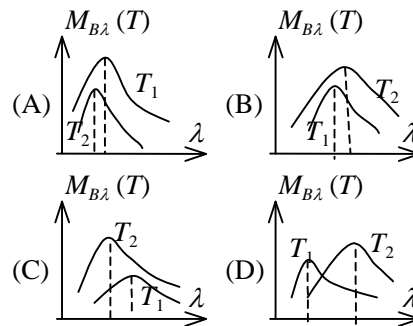 M_{Bλ}(T) M_{Bλ}(T)
(A) T_1 T_2 λ (B) T_2 T_1 λ
M_{Bλ}(T) M_{Bλ}(T)
(C) T_2 T_1 λ (D) T_1 T_2 λ